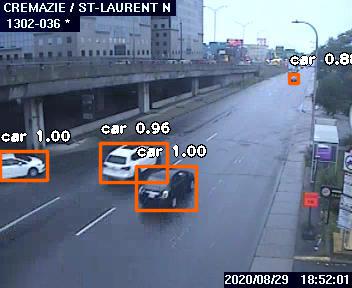 CREMAZIE / ST-LAURENT N
1302-036 *
car 0.88
car 1.00
car 0.96
car 1.00
2020/08/29 18:52:01